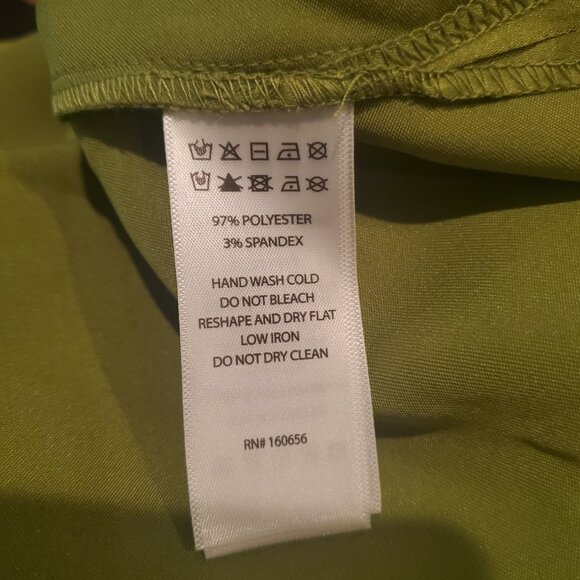 97% POLYESTER
3% SPANDEX
HAND WASH COLD
DO NOT BLEACH
RESHAPE AND DRY FLAT
LOW IRON
DO NOT DRY CLEAN
RN# 160656